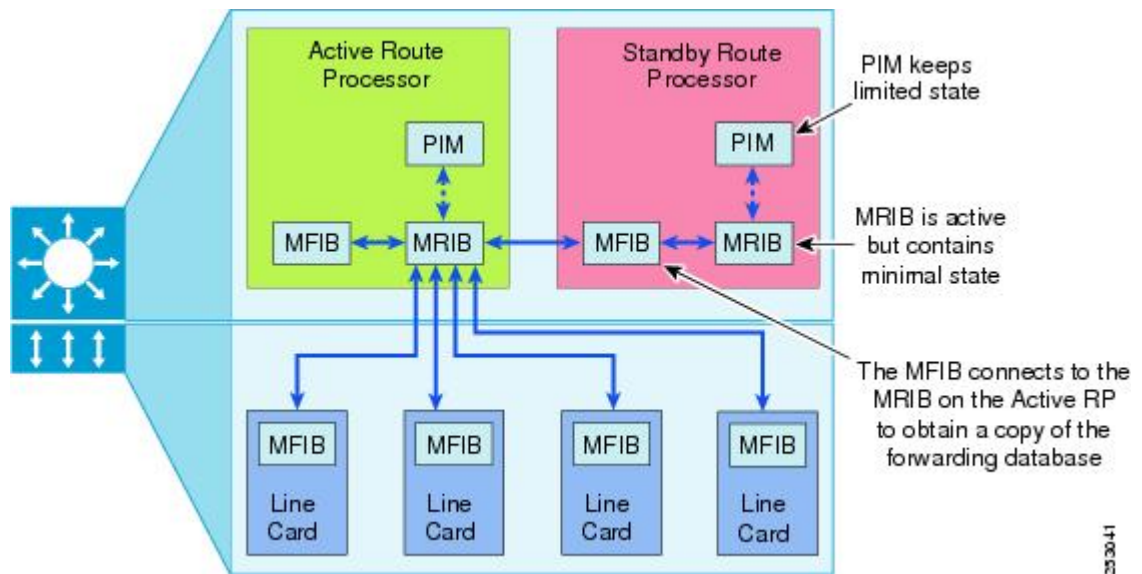 Active Route
Processor
Standby Route
Processor
PIM keeps
limited state
PIM
PIM
MFIB
MRIB
MFIB
MRIB
MRIB is active
but contains
minimal state
The MFIB connects to the
MRIB on the Active RP
to obtain a copy of the
forwarding database
MFIB
Line
Card
MFIB
Line
Card
MFIB
Line
Card
MFIB
Line
Card
253041